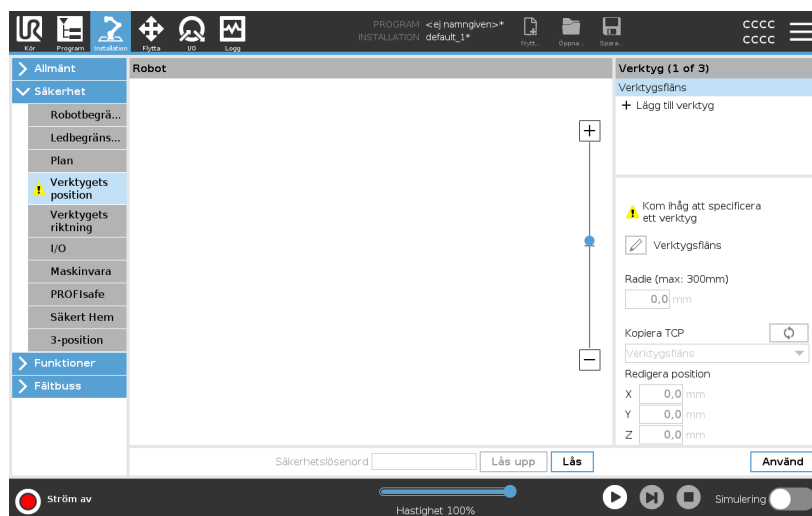 PROGRAM <ej namngiven>*
INSTALLATION default_1*
CCCC
CCCC
Kör
Program
Installation
Flytta
I/O
Logg
Nytt...
Öppna...
Spara...
Allmänt
Säkerhet
Robotbegrä...
Ledbegräns...
Plan
Verktygets
position
Verktygets
riktning
I/O
Maskinvara
PROFIsafe
Säkert Hem
3-position
Funktioner
Fältbuss
Robot
Säkerhetslösenord
Lås upp
Lås
Verktyg (1 of 3)
Verktygsfläns
+ Lägg till verktyg
Kom ihåg att specificera
ett verktyg
Verktygsfläns
Radie (max: 300mm)
0,0 mm
Kopiera TCP
Verktygsfläns
Redigera position
X 0,0 mm
Y 0,0 mm
Z 0,0 mm
Använd
Ström av
Hastighet 100%
Simulering